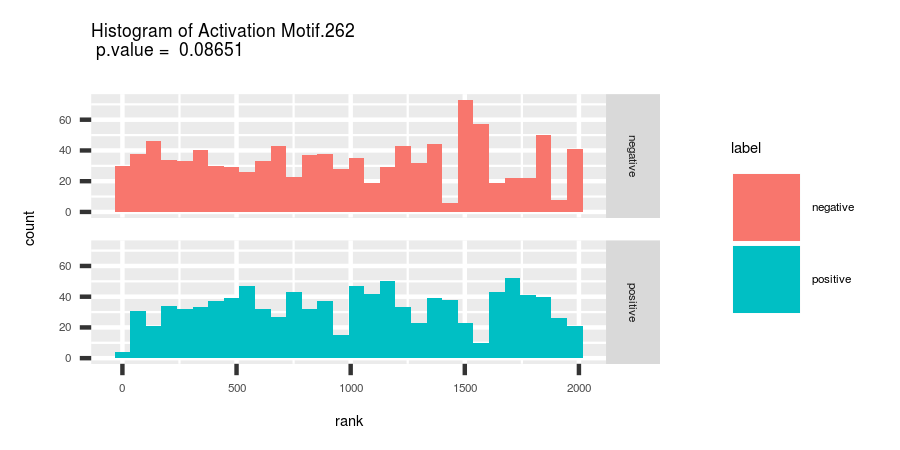 Histogram of Activation Motif.262
p.value =  0.08651
count
60
40
20
0
negative
60
40
20
0
positive
0 500 1000 1500 2000
rank
label
negative
positive